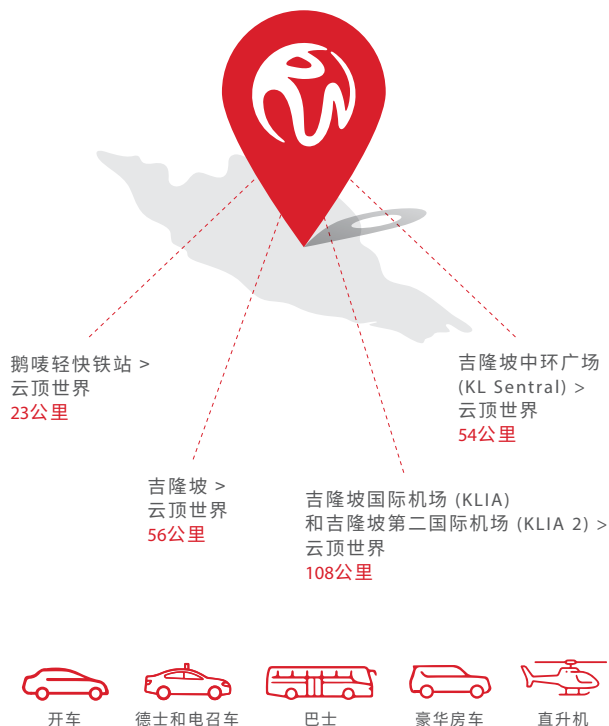 鹅唛轻快铁站 >
云顶世界
23公里
吉隆坡 >
云顶世界
56公里
吉隆坡国际机场 (KLIA)
和吉隆坡第二国际机场 (KLIA 2) >
云顶世界
108公里
吉隆坡中环广场
(KL Sentral) >
云顶世界
54公里
开车
德士和电召车
巴士
豪华房车
直升机